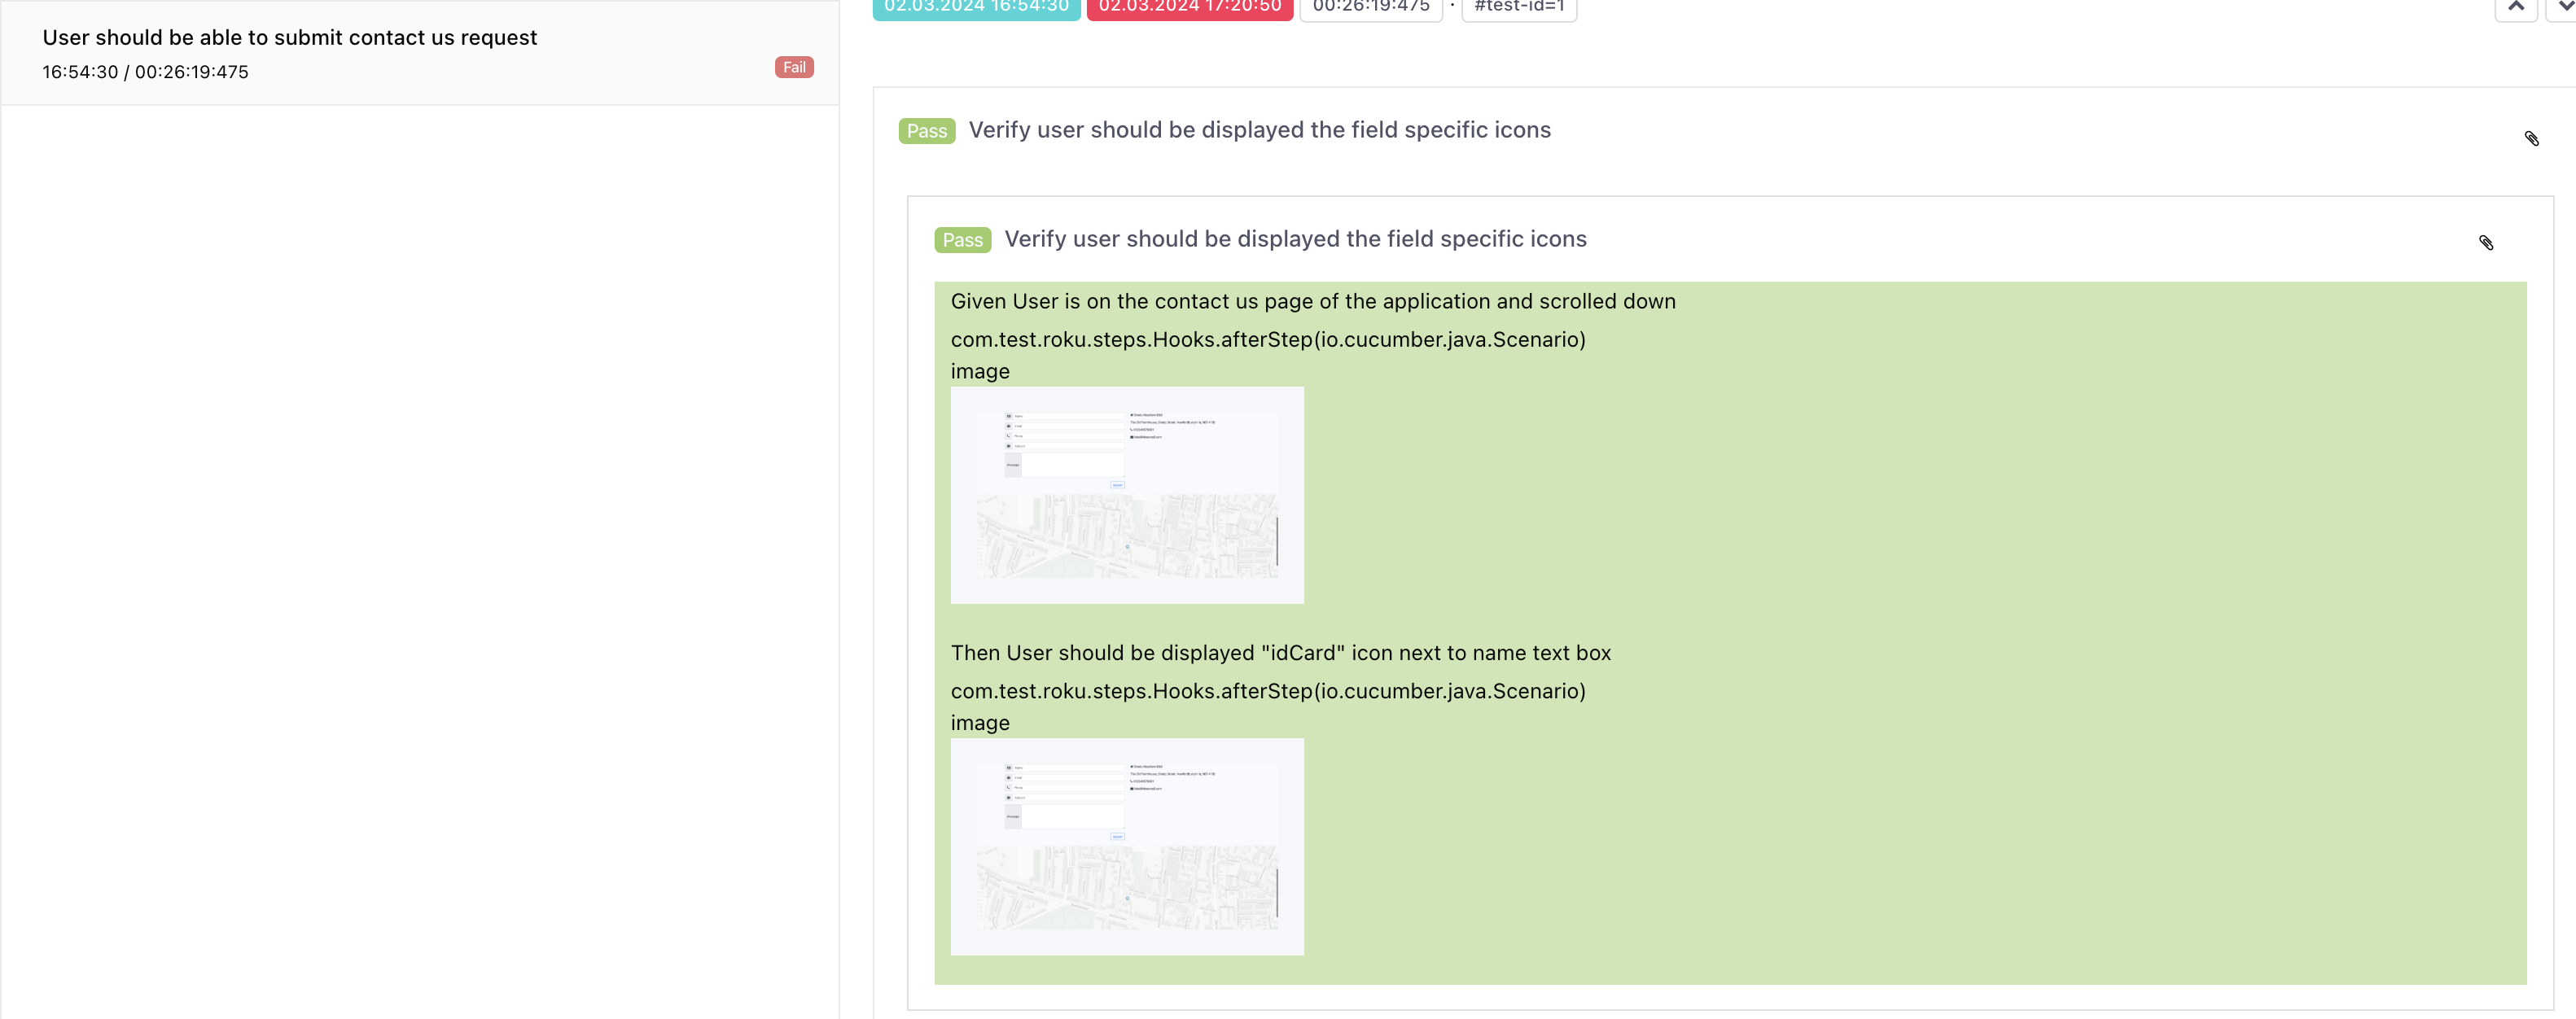 02.03.2024 16:54:30 02.03.2024 17:20:50 00:26:19:475 · #test-id=1
User should be able to submit contact us request
16:54:30 / 00:26:19:475
Fail
Pass Verify user should be displayed the field specific icons
Pass Verify user should be displayed the field specific icons
Given User is on the contact us page of the application and scrolled down
com.test.roku.steps.Hooks.afterStep(io.cucumber.java.Scenario)
image
Then User should be displayed "idCard" icon next to name text box
com.test.roku.steps.Hooks.afterStep(io.cucumber.java.Scenario)
image